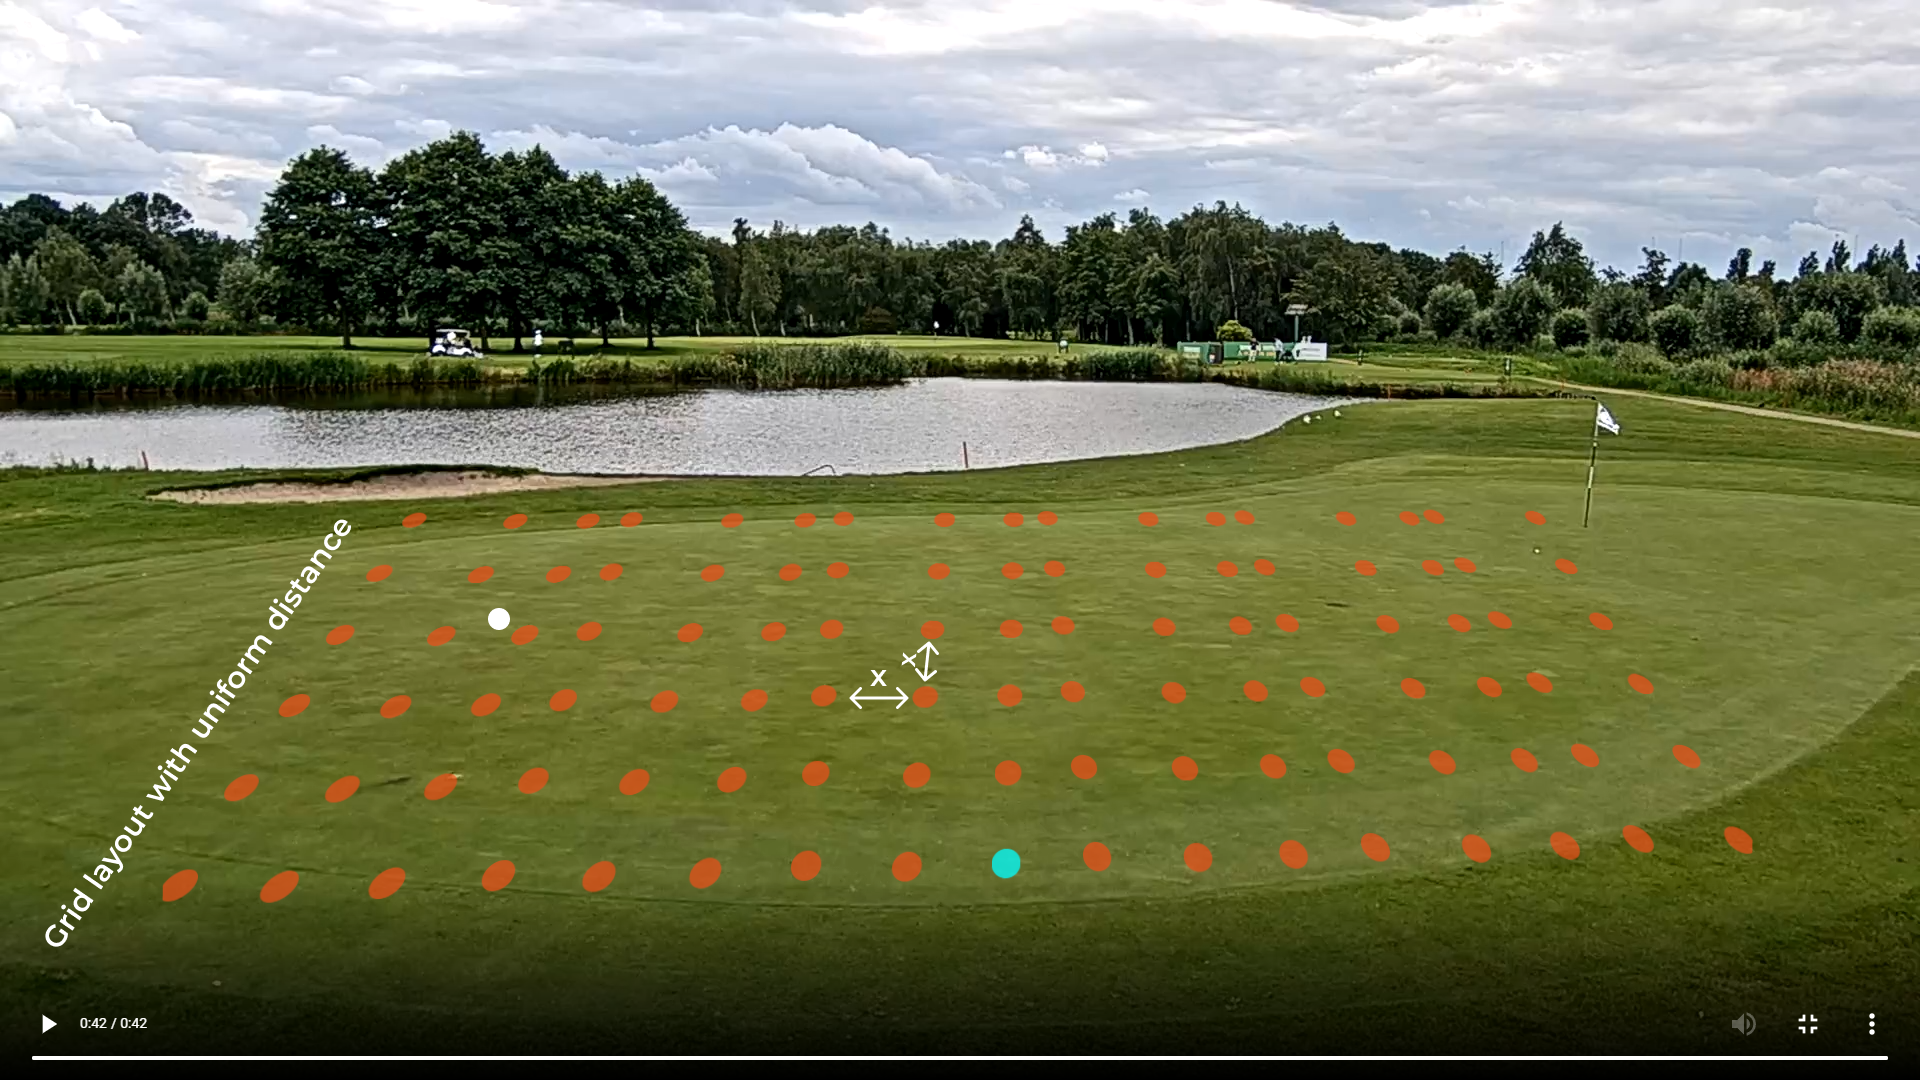 Grid layout with uniform distance
x
x
0:42 / 0:42